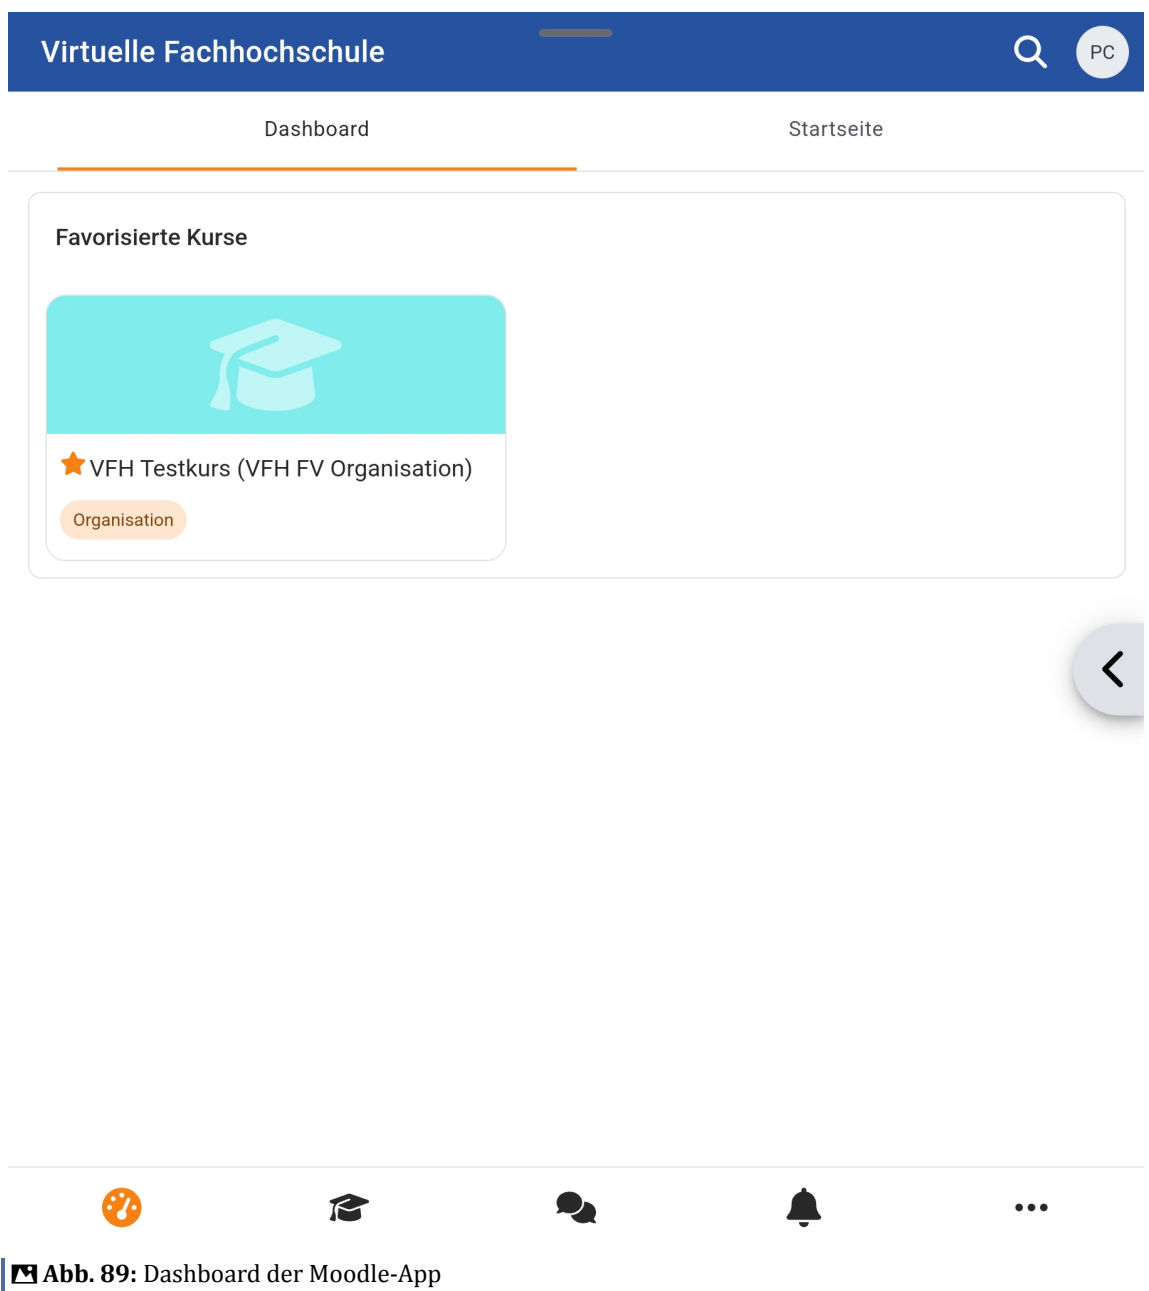 Virtuelle Fachhochschule
PC
Dashboard
Startseite
Favorisierte Kurse
VFH Testkurs (VFH FV Organisation)
Organisation
Abb. 89: Dashboard der Moodle-App